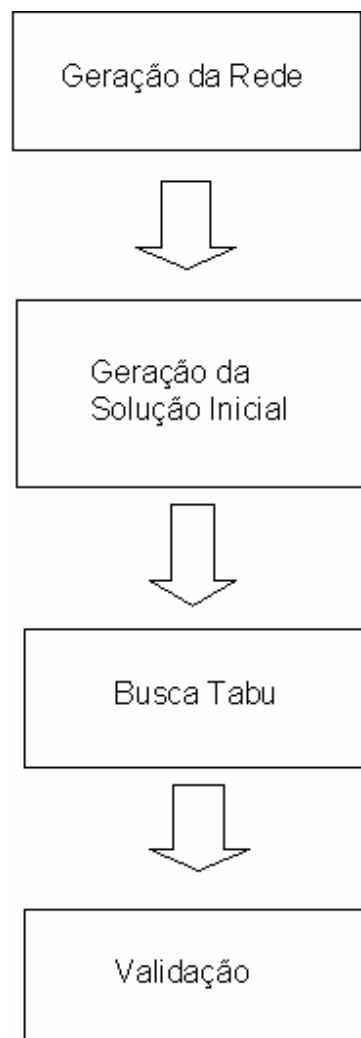 Geração da Rede
Geração da
Solução Inicial
Busca Tabu
Validação